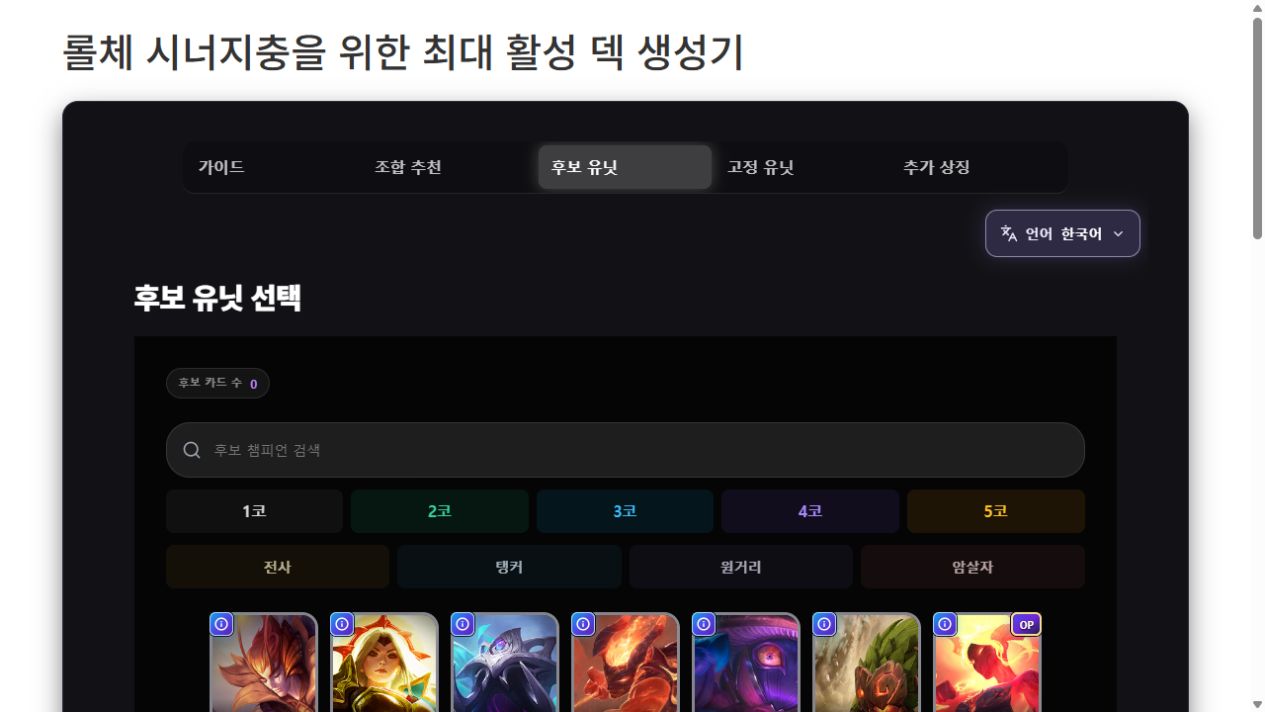 롤체 시너지충을 위한 최대 활성 덱 생성기
가이드 조합 추천 후보 유닛 고정 유닛 추가 상징
언어 한국어
후보 유닛 선택
후보 카드 수 0
후보 챔피언 검색
1코 2코 3코 4코 5코
전사 탱커 원거리 암살자
OP